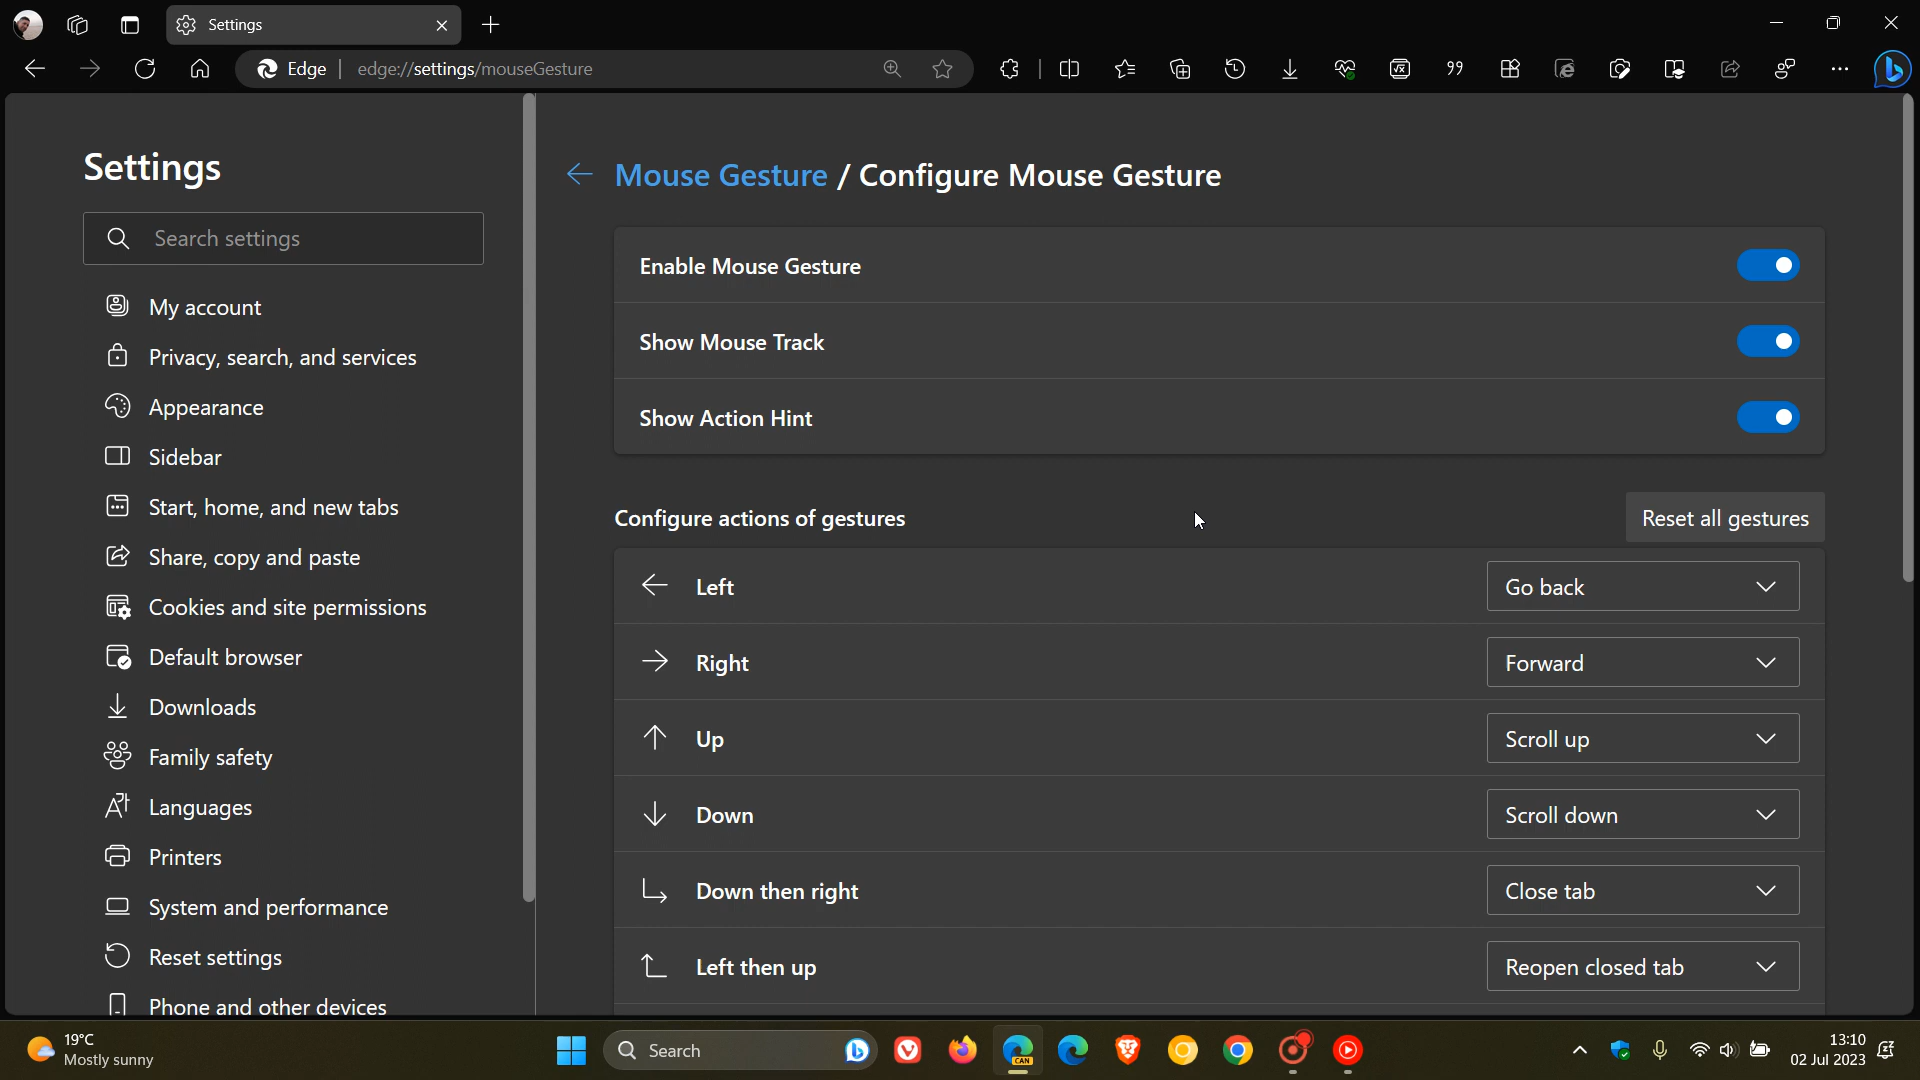 Settings
Edge
edge://settings/mouseGesture
Settings
Search settings
My account
Privacy, search, and services
Appearance
Sidebar
Start, home, and new tabs
Share, copy and paste
Cookies and site permissions
Default browser
Downloads
Family safety
Languages
Printers
System and performance
Reset settings
Phone and other devices
Mouse Gesture / Configure Mouse Gesture
Enable Mouse Gesture
Show Mouse Track
Show Action Hint
Configure actions of gestures
Reset all gestures
Left
Go back
Right
Forward
Up
Scroll up
Down
Scroll down
Down then right
Close tab
Left then up
Reopen closed tab
19°C
Mostly sunny
Search
CAN
13:10
02 Jul 2023